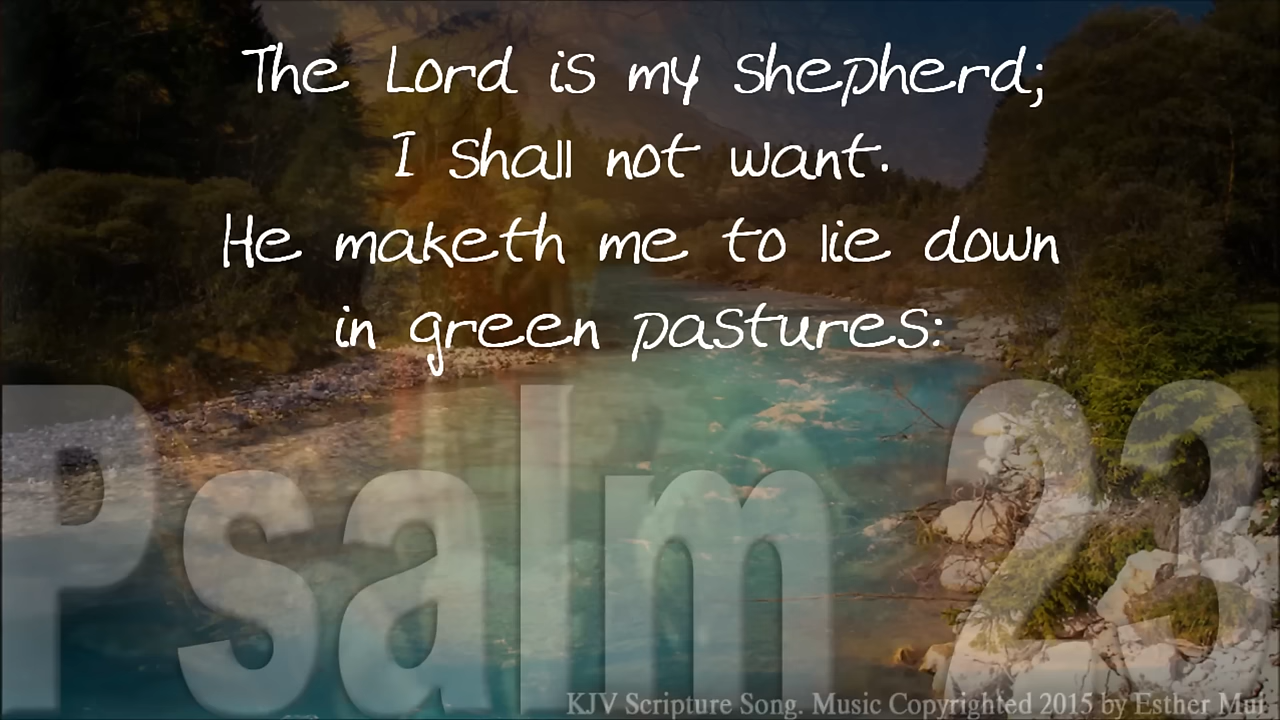 The Lord is my shepherd;
I shall not want.
He maketh me to lie down
in green pastures:
Psalm 23
KJV Scripture Song. Music Copyrighted 2015 by Esther Mui